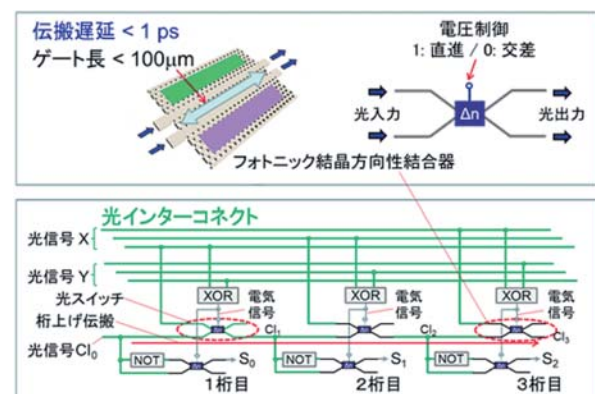 伝搬遅延 < 1 ps
ゲート長 < 100μm
電圧制御
1: 直進 / 0: 交差
光入力
Δn
光出力
フォトニック結晶方向性結合器
光インターコネクト
光信号 X
光信号 Y
XOR
電気
信号
XOR
電気
信号
XOR
電気
信号
光スイッチ
桁上げ伝搬
光信号CI₀
CI₁
CI₂
CI₃
NOT
S₀
NOT
S₁
NOT
S₂
1桁目
2桁目
3桁目